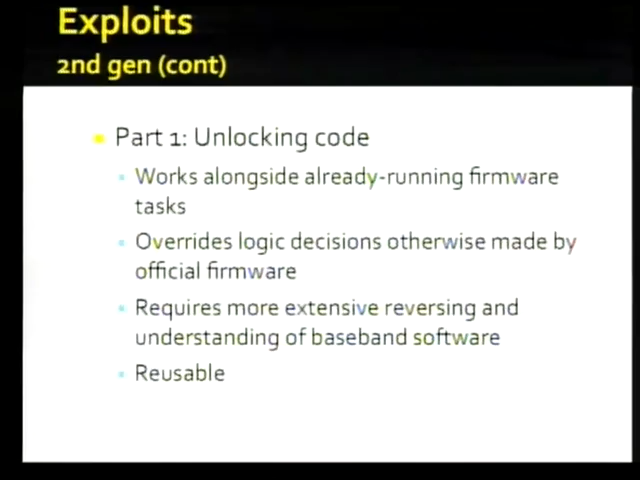 Exploits
2nd gen (cont)
Part 1: Unlocking code
Works alongside already-running firmware
tasks
Overrides logic decisions otherwise made by
official firmware
Requires more extensive reversing and
understanding of baseband software
Reusable